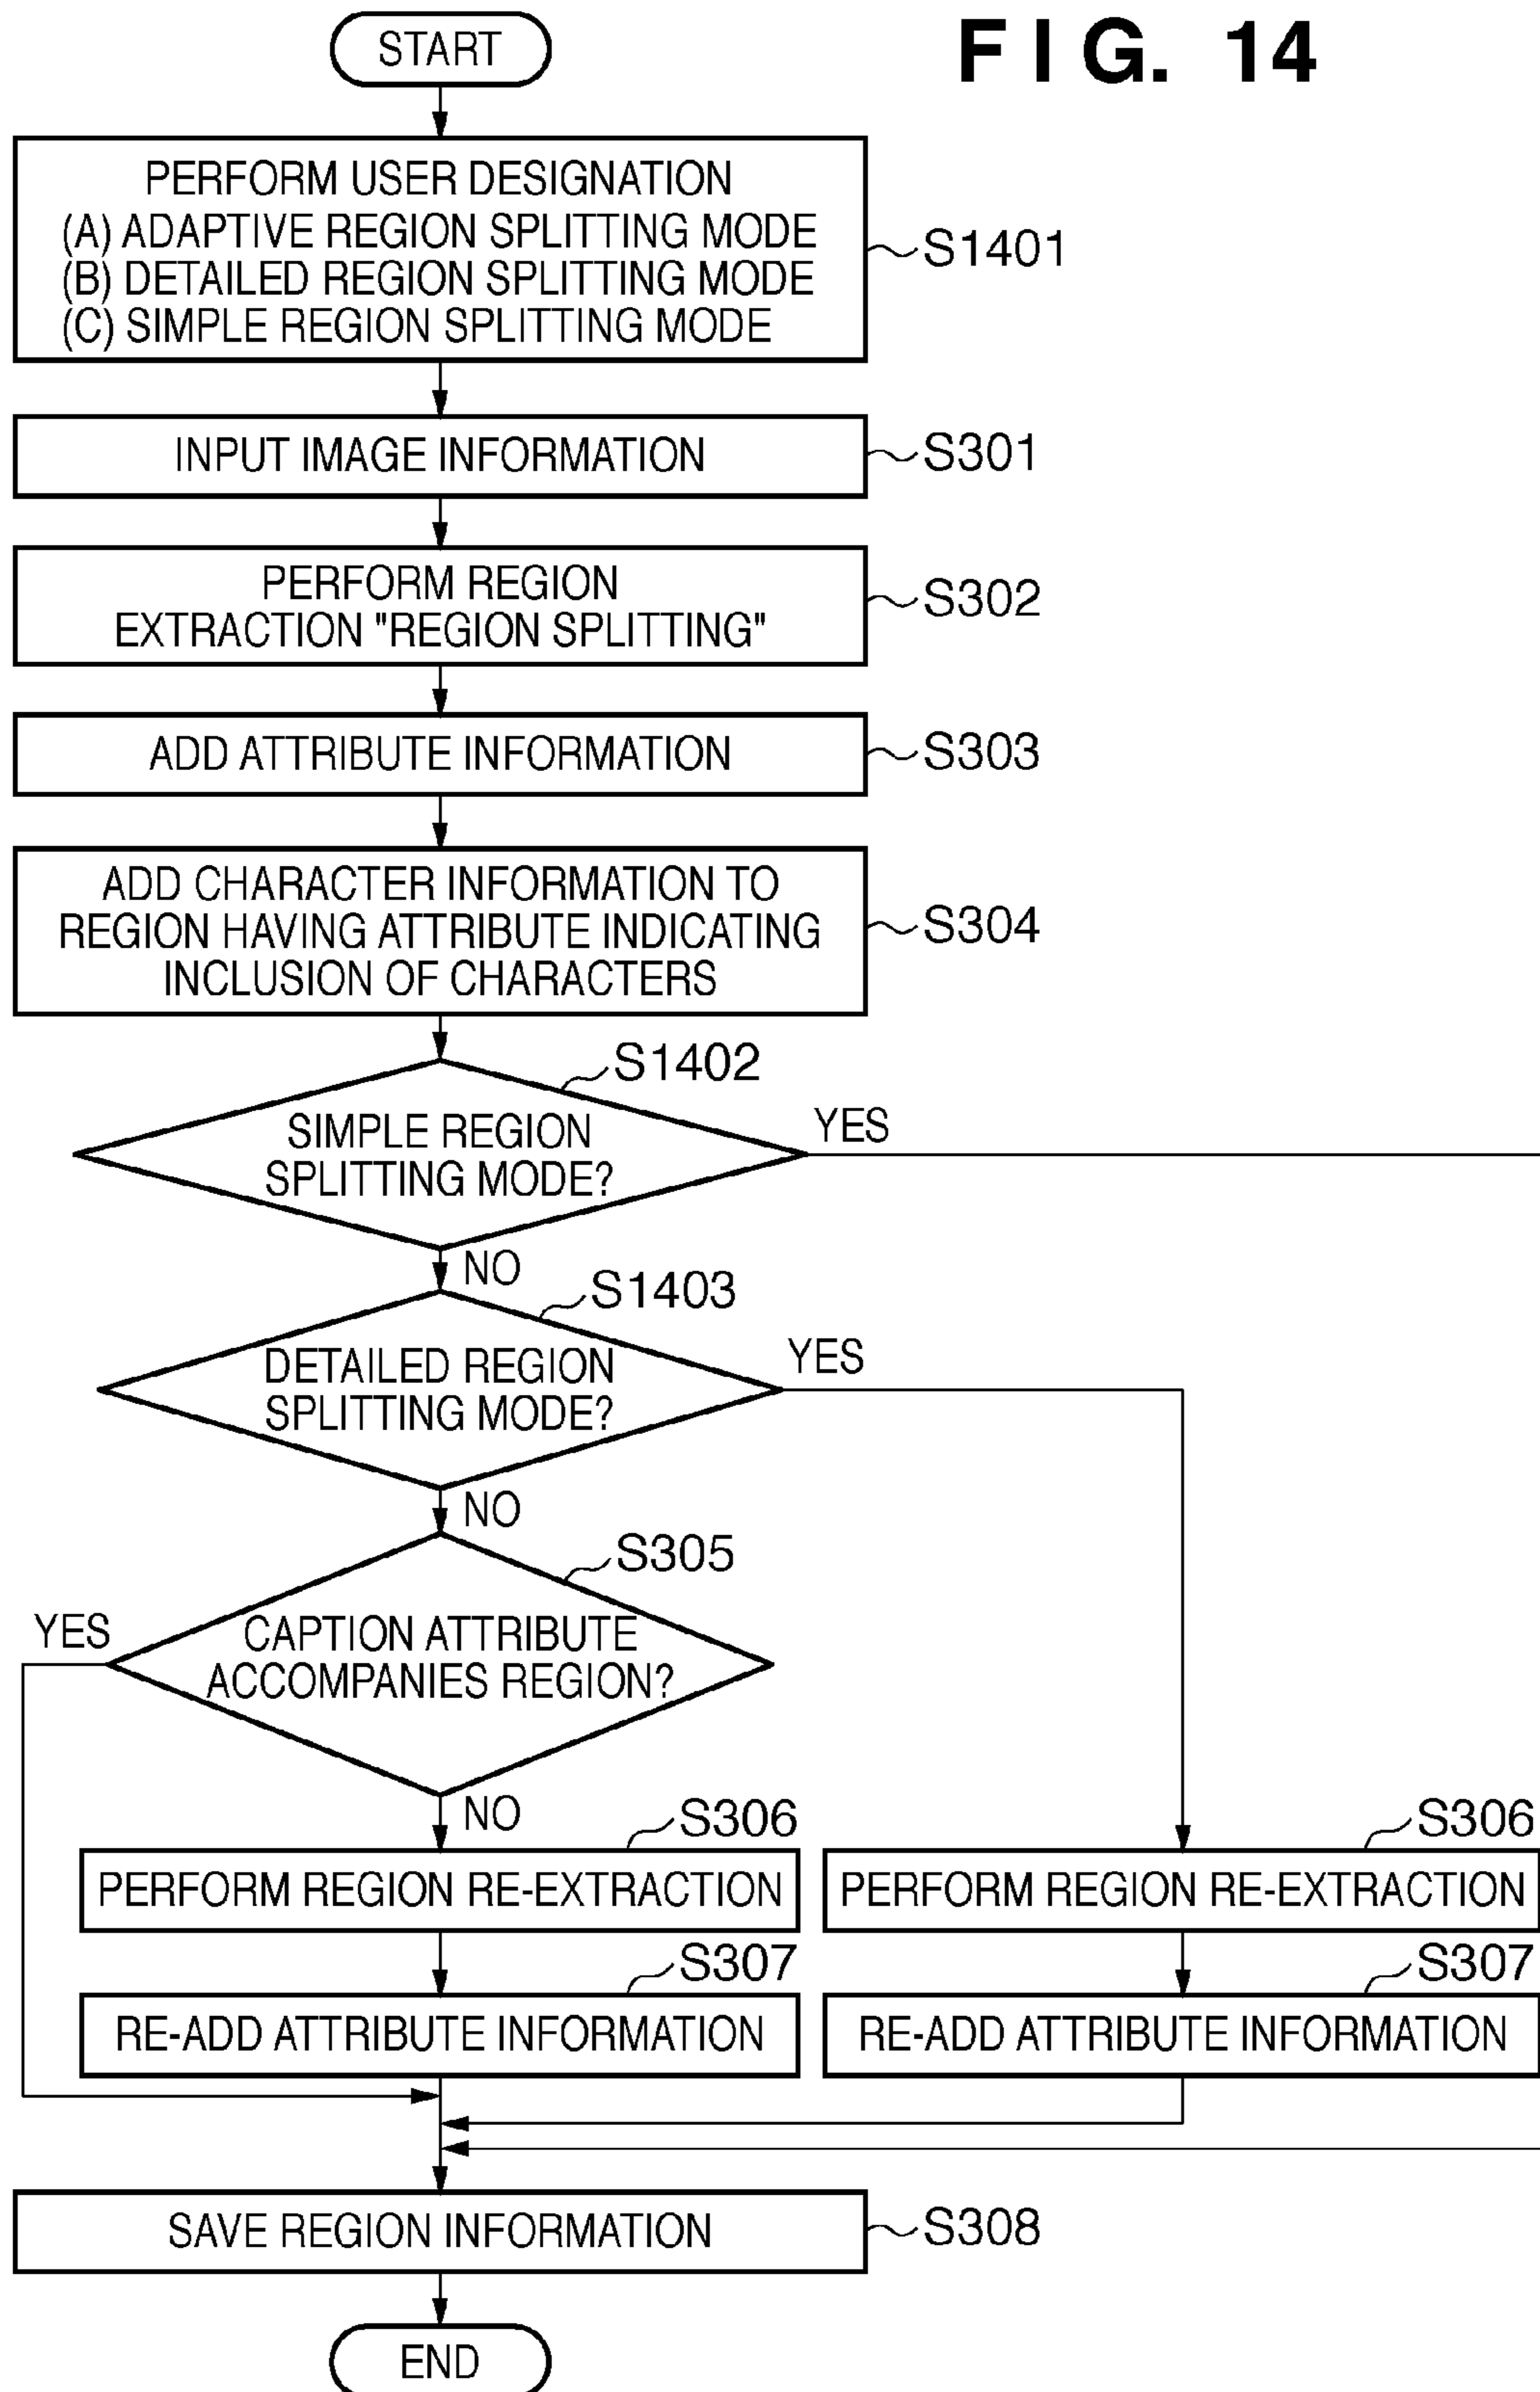 START
FIG. 14
PERFORM USER DESIGNATION
(A) ADAPTIVE REGION SPLITTING MODE
(B) DETAILED REGION SPLITTING MODE
(C) SIMPLE REGION SPLITTING MODE
S1401
INPUT IMAGE INFORMATION
S301
PERFORM REGION
EXTRACTION "REGION SPLITTING"
S302
ADD ATTRIBUTE INFORMATION
S303
ADD CHARACTER INFORMATION TO
REGION HAVING ATTRIBUTE INDICATING
INCLUSION OF CHARACTERS
S304
S1402
SIMPLE REGION
SPLITTING MODE?
YES
NO
S1403
DETAILED REGION
SPLITTING MODE?
YES
NO
S305
CAPTION ATTRIBUTE
ACCOMPANIES REGION?
YES
NO
S306
PERFORM REGION RE-EXTRACTION
S306
PERFORM REGION RE-EXTRACTION
S307
RE-ADD ATTRIBUTE INFORMATION
S307
RE-ADD ATTRIBUTE INFORMATION
SAVE REGION INFORMATION
S308
END